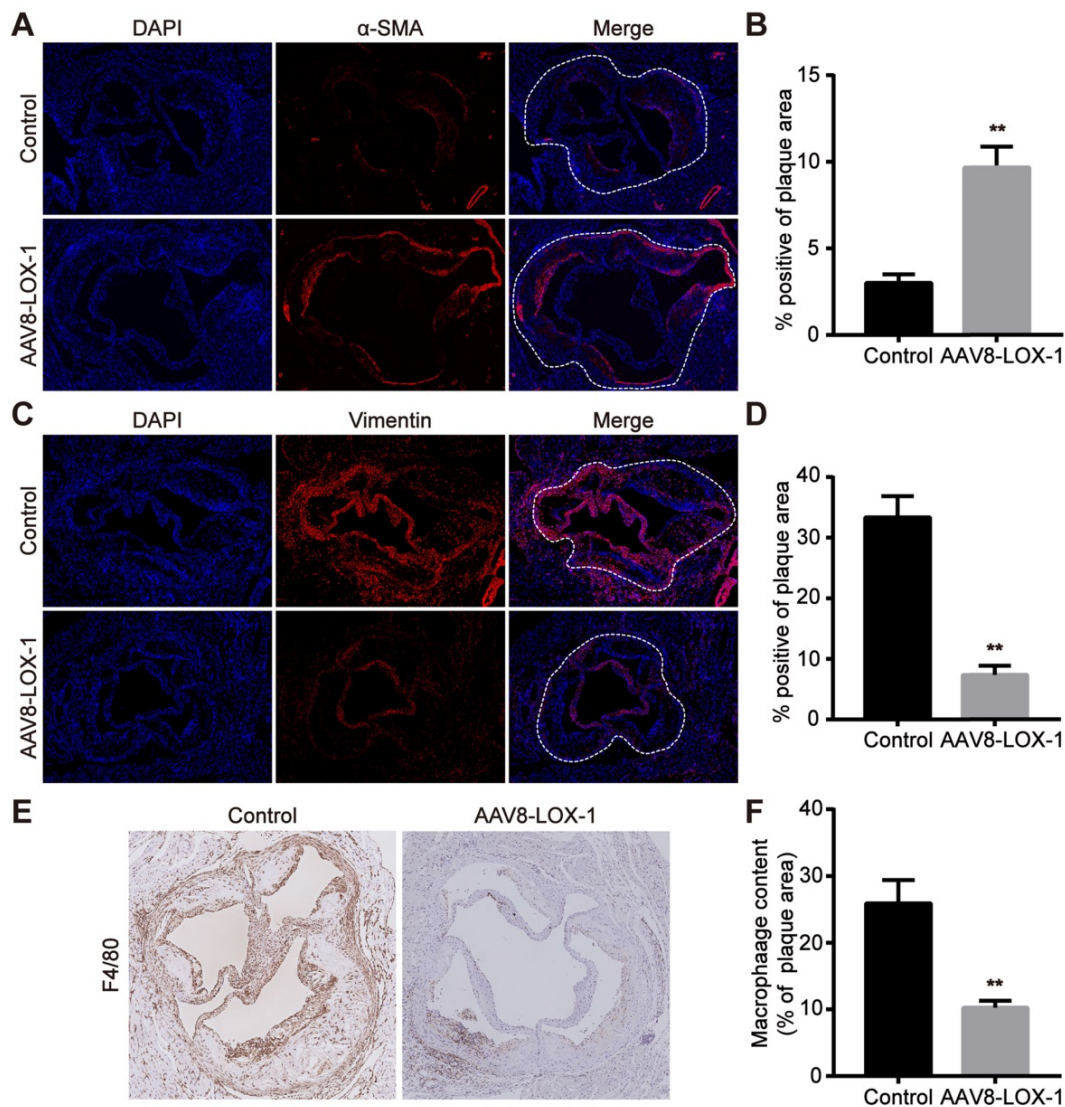 A
DAPI
α-SMA
Merge
Control
AAV8-LOX-1
B
% positive of plaque area
15
10
5
0
**
Control
AAV8-LOX-1
C
DAPI
Vimentin
Merge
Control
AAV8-LOX-1
D
% positive of plaque area
40
30
20
10
0
**
Control
AAV8-LOX-1
E
Control
AAV8-LOX-1
F4/80
F
Macrophaage content
(% of plaque area)
40
30
20
10
0
**
Control
AAV8-LOX-1